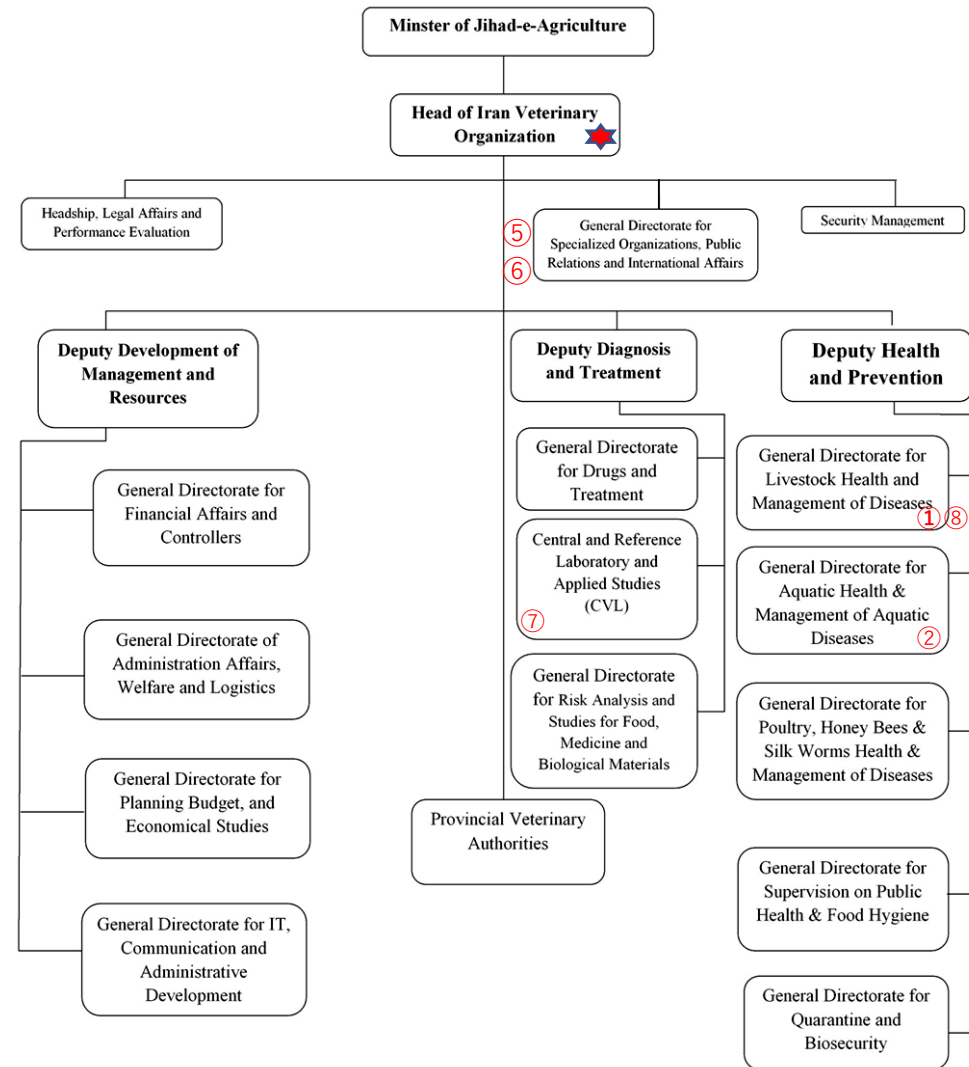 Minster of Jihad-e-Agriculture
Head of Iran Veterinary
Organization
Headship, Legal Affairs and
Performance Evaluation
⑤
⑥
General Directorate for
Specialized Organizations, Public
Relations and International Affairs
Security Management
Deputy Development of
Management and
Resources
General Directorate for
Financial Affairs and
Controllers
General Directorate of
Administration Affairs,
Welfare and Logistics
General Directorate for
Planning Budget, and
Economical Studies
General Directorate for IT,
Communication and
Administrative
Development
Provincial Veterinary
Authorities
Deputy Diagnosis
and Treatment
General Directorate
for Drugs and
Treatment
Central and Reference
Laboratory and
Applied Studies
(CVL)
⑦
General Directorate
for Risk Analysis and
Studies for Food,
Medicine and
Biological Materials
Deputy Health
and Prevention
General Directorate for
Livestock Health and
Management of Diseases
① ⑧
General Directorate for
Aquatic Health &
Management of Aquatic
Diseases ②
General Directorate for
Poultry, Honey Bees &
Silk Worms Health &
Management of Diseases
General Directorate for
Supervision on Public
Health & Food Hygiene
General Directorate for
Quarantine and
Biosecurity